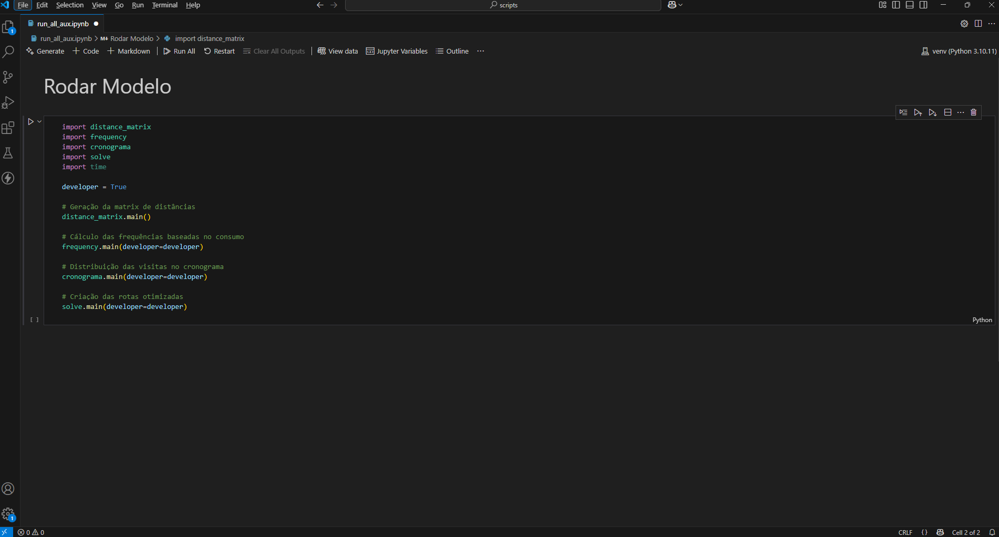 File Edit Selection View Go Run Terminal Help scripts
run_all_aux.ipynb
1
run_all_aux.ipynb > M↓ Rodar Modelo > import distance_matrix
Generate + Code + Markdown | Run All Restart Clear All Outputs | View data Jupyter Variables Outline ··· venv (Python 3.10.11)
Rodar Modelo
import distance_matrix
import frequency
import cronograma
import solve
import time
developer = True
# Geração da matrix de distâncias
distance_matrix.main()
# Cálculo das frequências baseadas no consumo
frequency.main(developer=developer)
# Distribuição das visitas no cronograma
cronograma.main(developer=developer)
# Criação das rotas otimizadas
solve.main(developer=developer)
[ ] Python
1
0 0 CRLF {} Cell 2 of 2